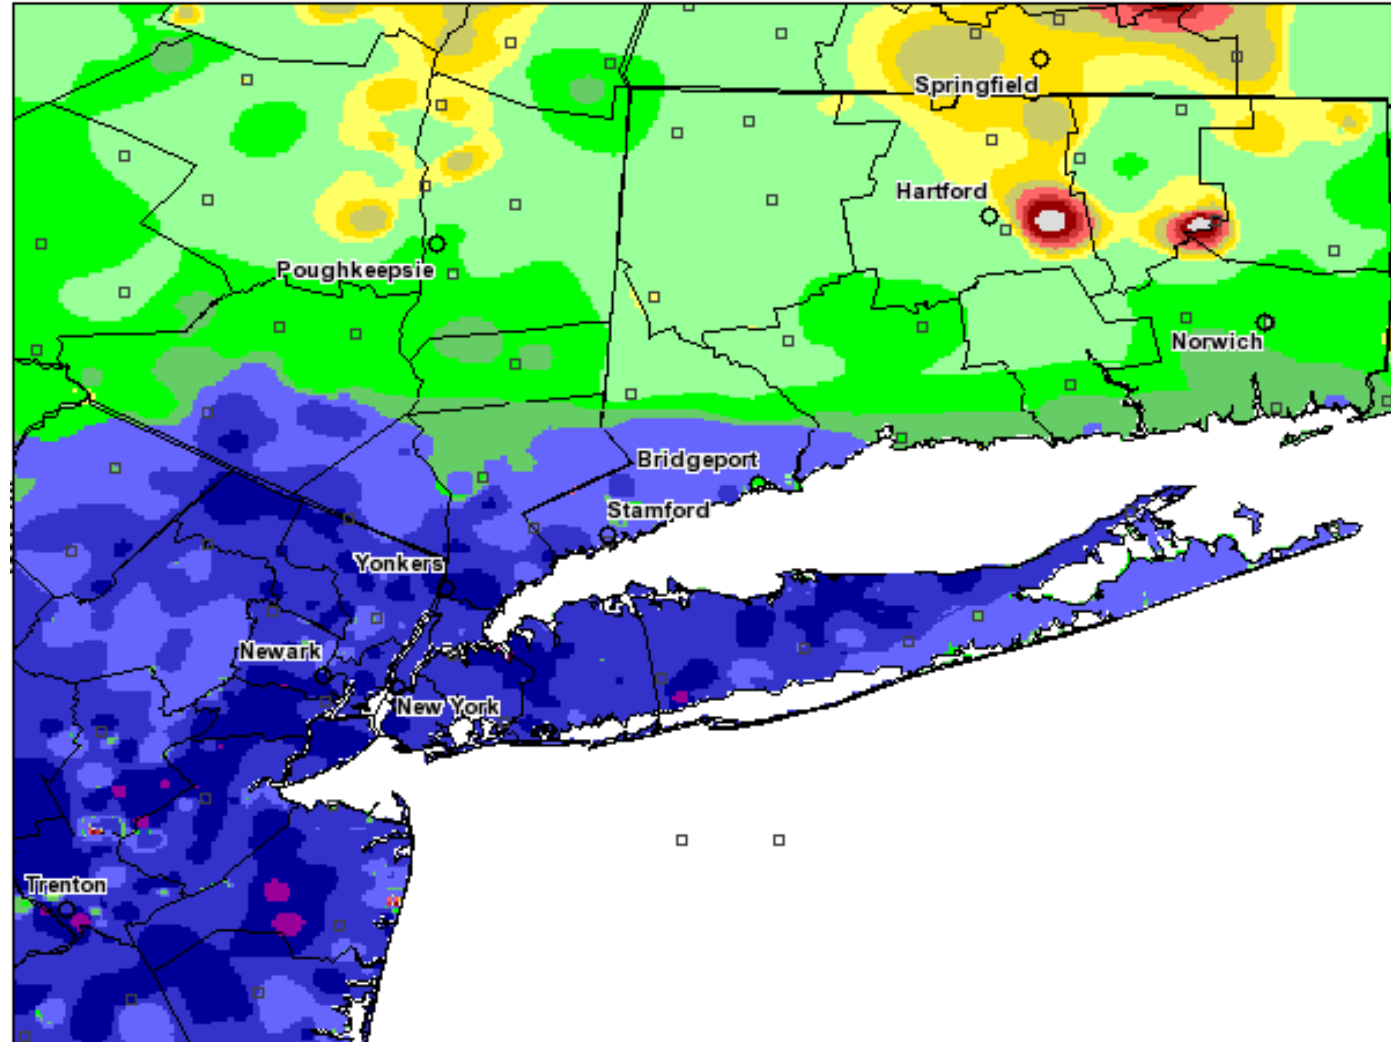 Springfield
Hartford
Poughkeepsie
Norwich
Bridgeport
Stamford
Yonkers
Newark
New York
Trenton